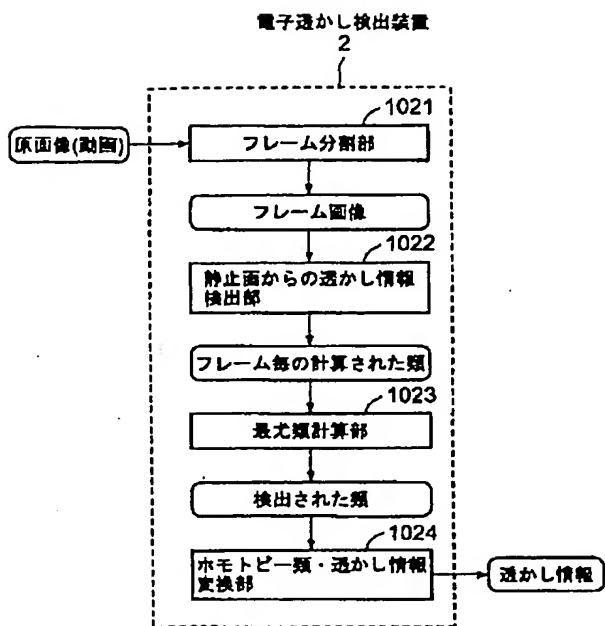 電子透かし検出装置
2
1021
原画像(動画)
フレーム分割部
フレーム画像
1022
静止画からの透かし情報
検出部
フレーム毎の計算された類
1023
最尤類計算部
検出された類
1024
ホモトピー類・透かし情報
変換部
透かし情報